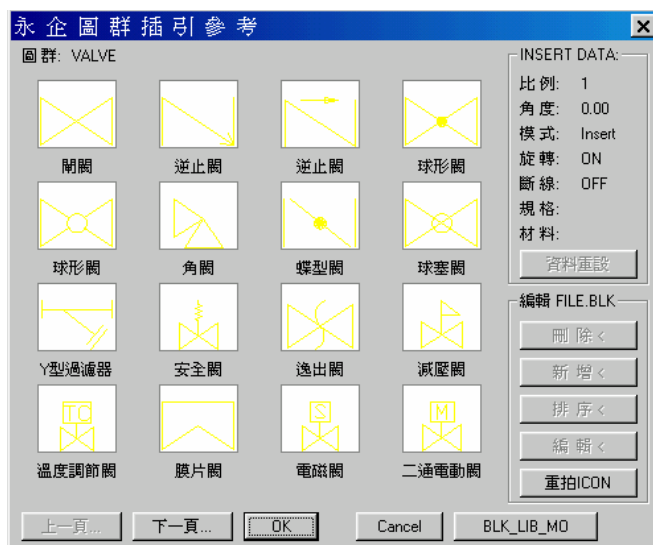 永企圖群插引參考
圖群: VALVE
閘閥 逆止閥 逆止閥 球形閥
球形閥 角閥 蝶型閥 球塞閥
Y型過濾器 安全閥 逸出閥 減壓閥
TC S M
溫度調節閥 膜片閥 電磁閥 二通電動閥
INSERT DATA:
比例: 1
角度: 0.00
模式: Insert
旋轉: ON
斷線: OFF
規格:
材料:
資料重設
編輯 FILE.BLK
刪除<
新增<
排序<
編輯<
重拍ICON
上一頁... 下一頁... OK Cancel BLK_LIB_MO